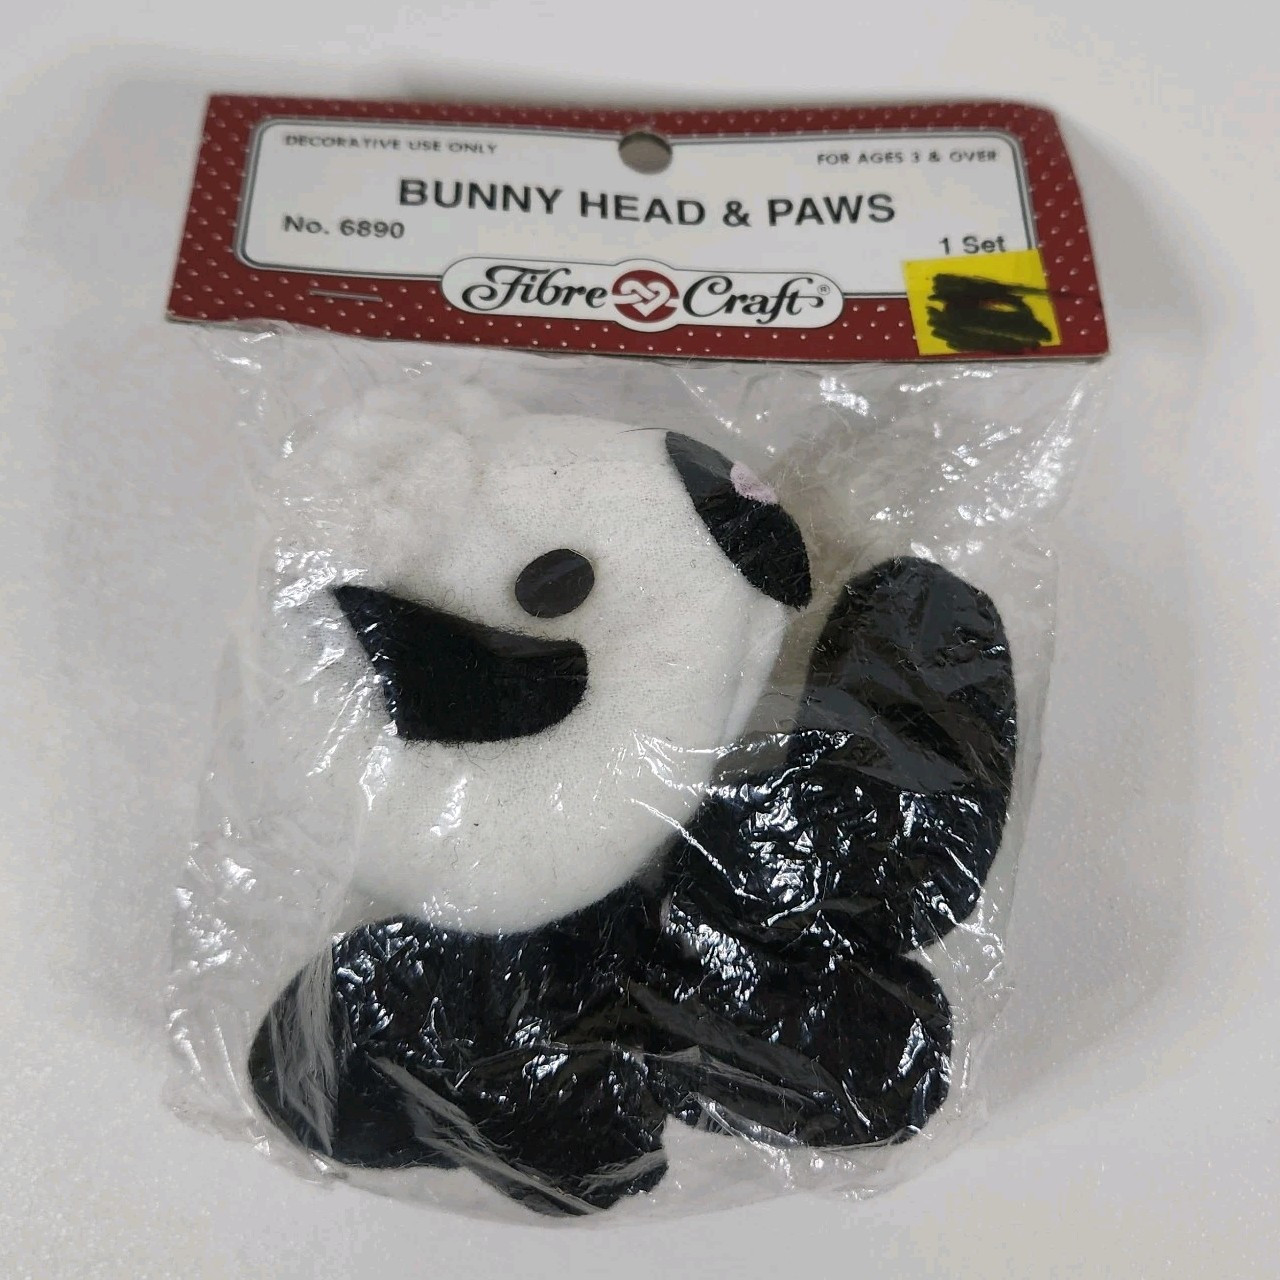 DECORATIVE USE ONLY
FOR AGES 3 & OVER
BUNNY HEAD & PAWS
No. 6890
1 Set
Fibre Craft®